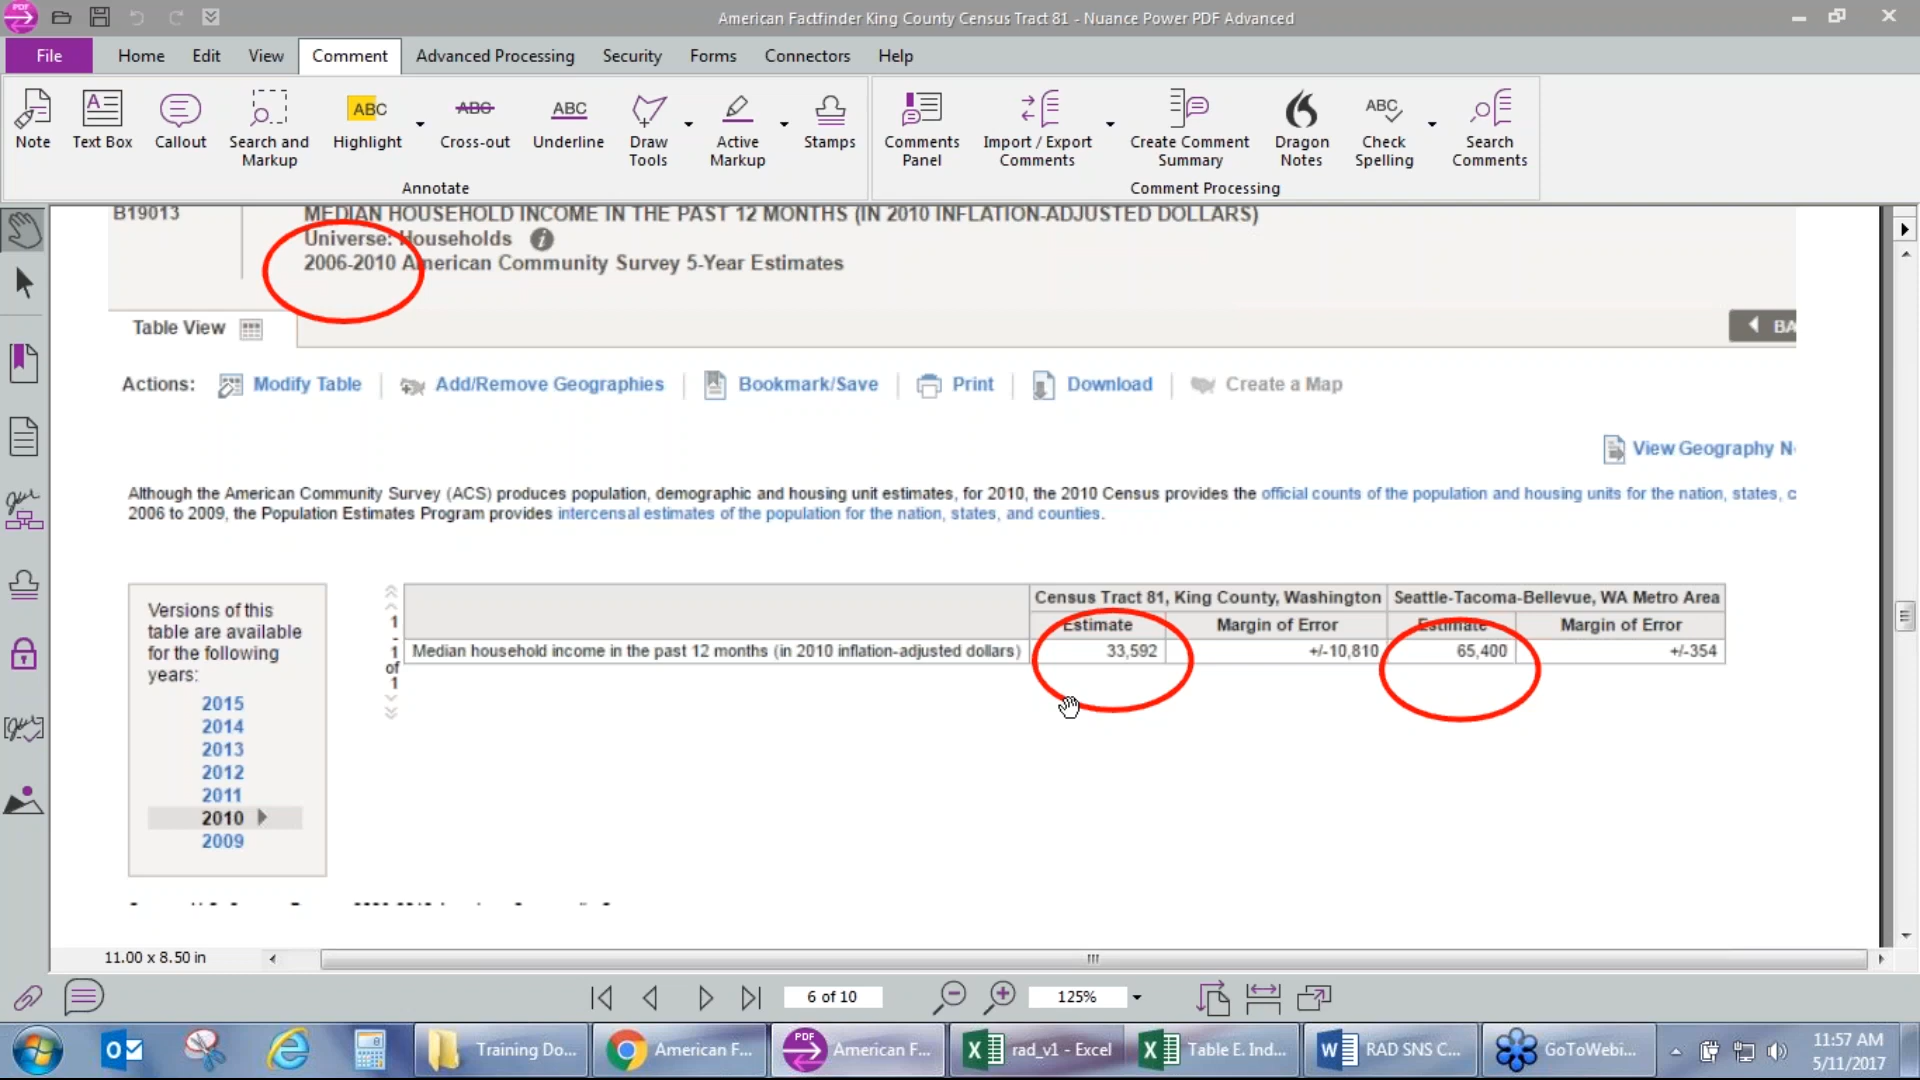 PDF
American Factfinder King County Census Tract 81 - Nuance Power PDF Advanced
File Home Edit View Comment Advanced Processing Security Forms Connectors Help
Note
Text Box
Callout
Search and Markup
ABC
Highlight
ABC
Cross-out
ABC
Underline
Draw Tools
Active Markup
Stamps
Comments Panel
Import / Export Comments
Create Comment Summary
Dragon Notes
ABC
Check Spelling
Search Comments
Annotate
Comment Processing
B19013
MEDIAN HOUSEHOLD INCOME IN THE PAST 12 MONTHS (IN 2010 INFLATION-ADJUSTED DOLLARS)
Universe: Households
2006-2010 American Community Survey 5-Year Estimates
Table View
BA
Actions: Modify Table Add/Remove Geographies Bookmark/Save Print Download Create a Map
View Geography N
Although the American Community Survey (ACS) produces population, demographic and housing unit estimates, for 2010, the 2010 Census provides the official counts of the population and housing units for the nation, states, c
2006 to 2009, the Population Estimates Program provides intercensal estimates of the population for the nation, states, and counties.
Versions of this
table are available
for the following
years:
2015
2014
2013
2012
2011
2010
2009
1
-
1
of
1
Census Tract 81, King County, Washington Seattle-Tacoma-Bellevue, WA Metro Area
Estimate Margin of Error Estimate Margin of Error
Median household income in the past 12 months (in 2010 inflation-adjusted dollars) 33,592 +/-10,810 65,400 +/-354
11.00 x 8.50 in
6 of 10
125%
Training Do...
American F...
PDF
American F...
rad_v1 - Excel
Table E. Ind...
RAD SNS C...
GoToWebi...
11:57 AM
5/11/2017